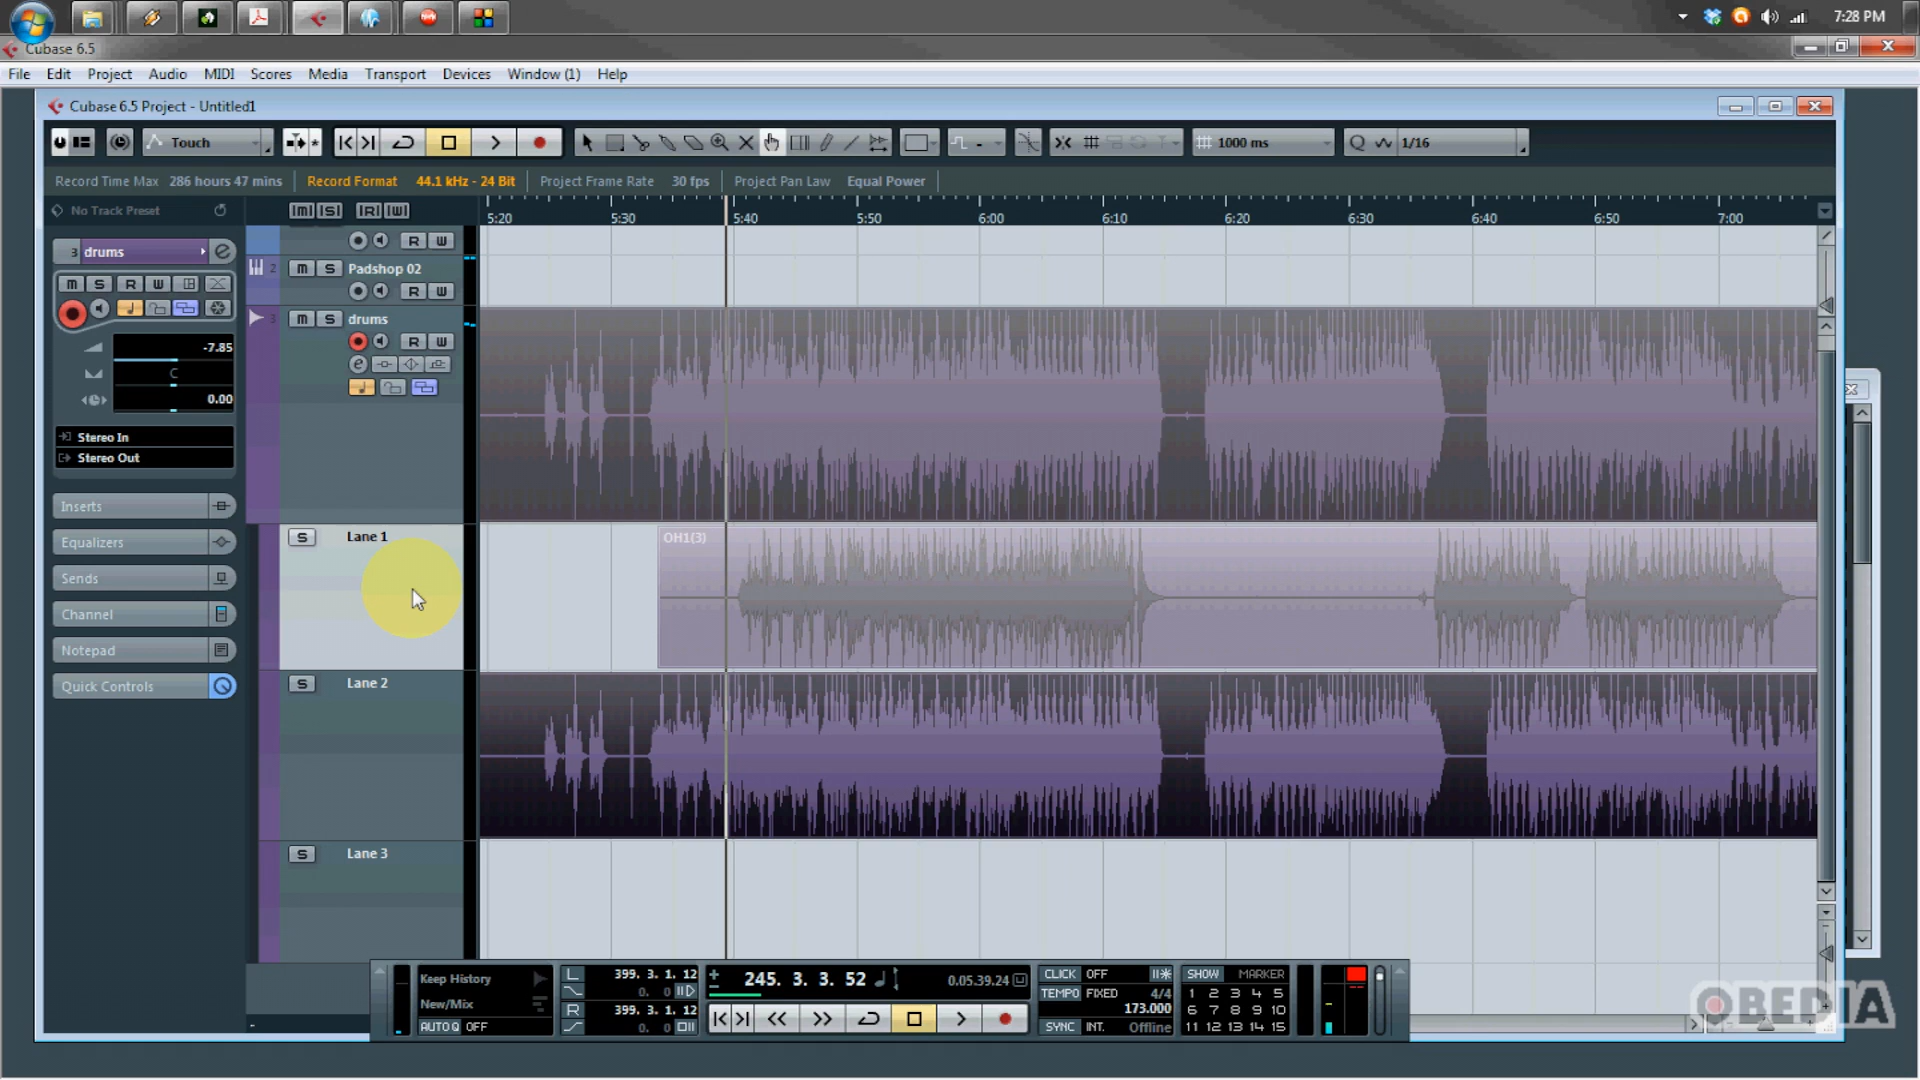 7:28 PM
Cubase 6.5
File Edit Project Audio MIDI Scores Media Transport Devices Window (1) Help
Cubase 6.5 Project - Untitled1
Touch 1000 ms Q 1/16
Record Time Max 286 hours 47 mins Record Format 44.1 kHz - 24 Bit Project Frame Rate 30 fps Project Pan Law Equal Power
No Track Preset M S R W 5:20 5:30 5:40 5:50 6:00 6:10 6:20 6:30 6:40 6:50 7:00
R W
3 drums
2 M S Padshop 02
M S R W
R W
3 M S drums
-7.85
R W
C
e
0.00
Stereo In
Stereo Out
Inserts
Equalizers
Sends
Channel
Notepad
Quick Controls
S Lane 1
OH1(3)
S Lane 2
S Lane 3
Keep History
New/Mix
AUTO Q OFF
L 399. 3. 1. 12
0. 0
R 399. 3. 1. 12
0. 0
245. 3. 3. 52 0.05.39.24
CLICK OFF
TEMPO FIXED 4/4
173.000
SYNC INT. Offline
SHOW MARKER
1 2 3 4 5
6 7 8 9 10
11 12 13 14 15
OBEDIA